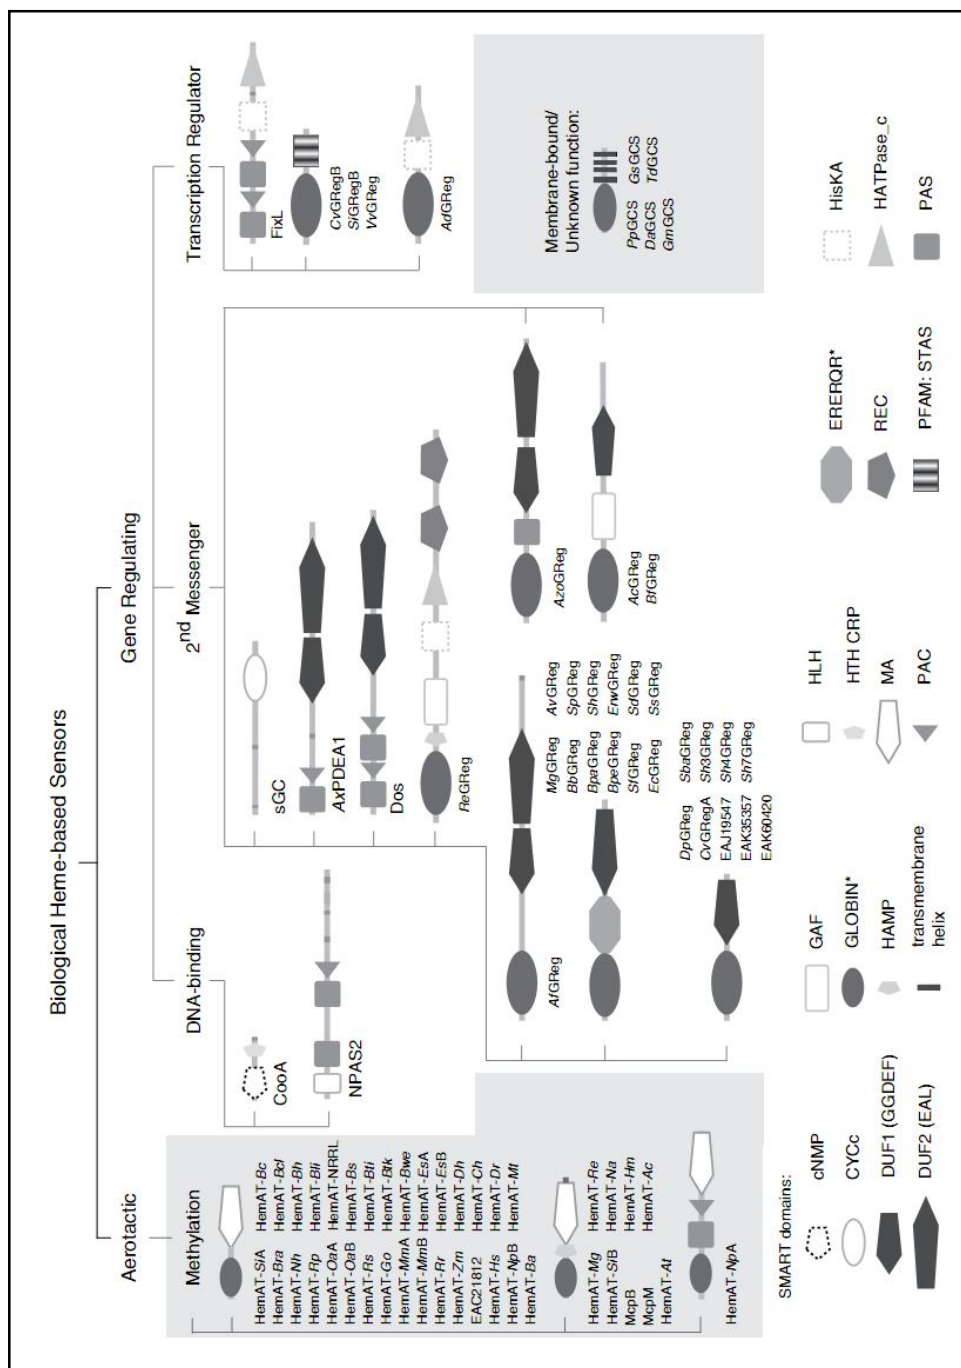 Biological Heme-based Sensors
Aerotactic
Gene Regulating
Methylation
DNA-binding
2nd Messenger
Transcription Regulator
HemAT-SiA HemAT-Bc
HemAT-Bra HemAT-Bcl
HemAT-Nh HemAT-Bh
HemAT-Rp HemAT-Bli
HemAT-OaA HemAT-NRRL
HemAT-OaB HemAT-Bs
HemAT-Rs HemAT-Bti
HemAT-Go HemAT-Btk
HemAT-MmA HemAT-Bwe
HemAT-MmB HemAT-EsA
HemAT-Rr HemAT-EsB
HemAT-Zm HemAT-Dh
EAC21812 HemAT-Ch
HemAT-Hs HemAT-Dr
HemAT-NpB HemAT-Mt
HemAT-Ba
HemAT-Mg HemAT-Re
HemAT-SiB HemAT-Na
McpB HemAT-Hm
McpM HemAT-Ac
HemAT-At
HemAT-NpA
CooA
NPAS2
sGC
AxPDEA1
Dos
ReGReg
AfGReg
MgGReg AvGReg
BbGReg SpGReg
BpaGReg ShGReg
BpeGReg ErwGReg
SfGReg SdGReg
EcGReg SsGReg
DpGReg SbaGReg
CvGRegA Sh3GReg
EAJ19547 Sh4GReg
EAK35357 Sh7GReg
EAK60420
AzoGReg
AcGReg
BfGReg
FixL
CvGRegB
SiGRegB
VvGReg
AdGReg
Membrane-bound/
Unknown function:
PpGCS GsGCS
DaGCS TdGCS
GmGCS
SMART domains:
cNMP
CYCc
DUF1 (GGDEF)
DUF2 (EAL)
GAF
GLOBIN*
HAMP
transmembrane
helix
HLH
HTH CRP
MA
PAC
ERERQR*
REC
PFAM: STAS
HisKA
HATPase_c
PAS